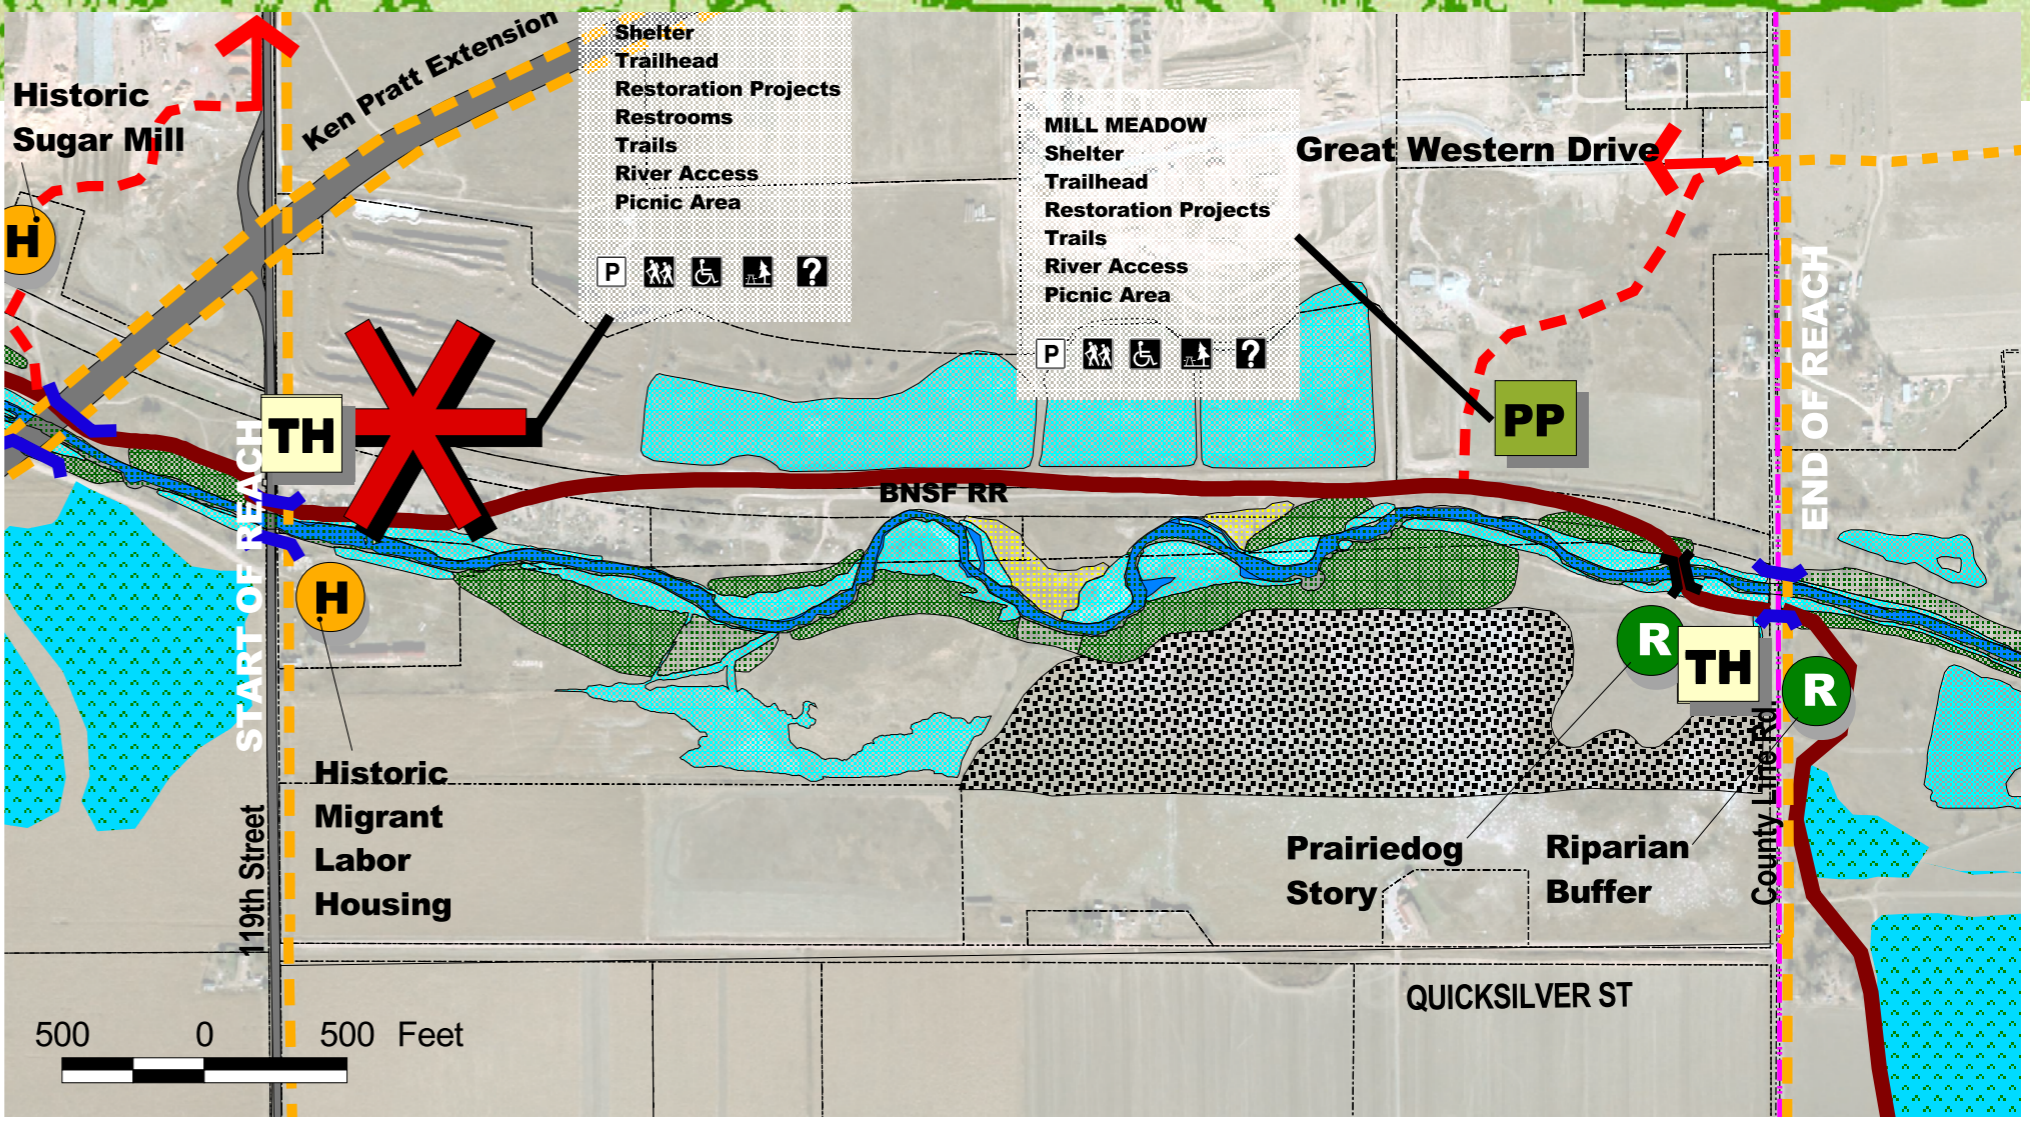 Ken Pratt Extension
Historic
Sugar Mill
H
Shelter
Trailhead
Restoration Projects
Restrooms
Trails
River Access
Picnic Area
P
?
MILL MEADOW
Shelter
Trailhead
Restoration Projects
Trails
River Access
Picnic Area
P
?
Great Western Drive
PP
TH
START OF REACH
END OF REACH
BNSF RR
H
Historic
Migrant
Labor
Housing
119th Street
R
TH
R
County Line Rd
Prairiedog
Story
Riparian
Buffer
QUICKSILVER ST
500 0 500 Feet